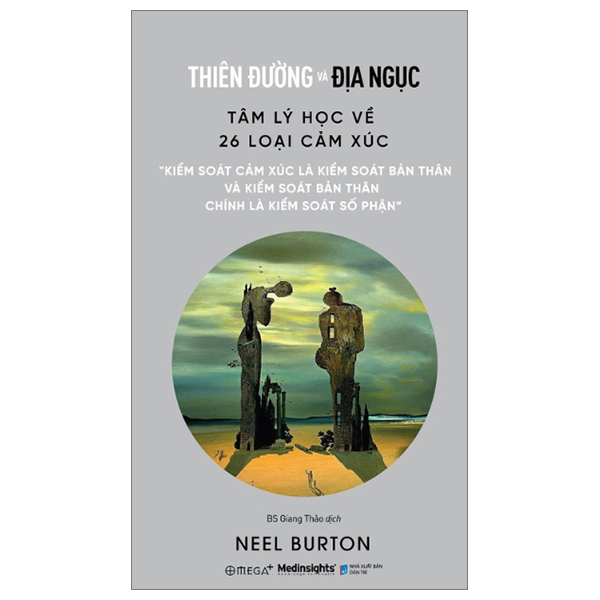 THIÊN ĐƯỜNG VÀ ĐỊA NGỤC
TÂM LÝ HỌC VỀ
26 LOẠI CẢM XÚC
"KIỂM SOÁT CẢM XÚC LÀ KIỂM SOÁT BẢN THÂN
VÀ KIỂM SOÁT BẢN THÂN
CHÍNH LÀ KIỂM SOÁT SỐ PHẬN"
BS Giang Thảo dịch
NEEL BURTON
OMEGA+ Medinsights NHÀ XUẤT BẢN
DÂN TRÍ